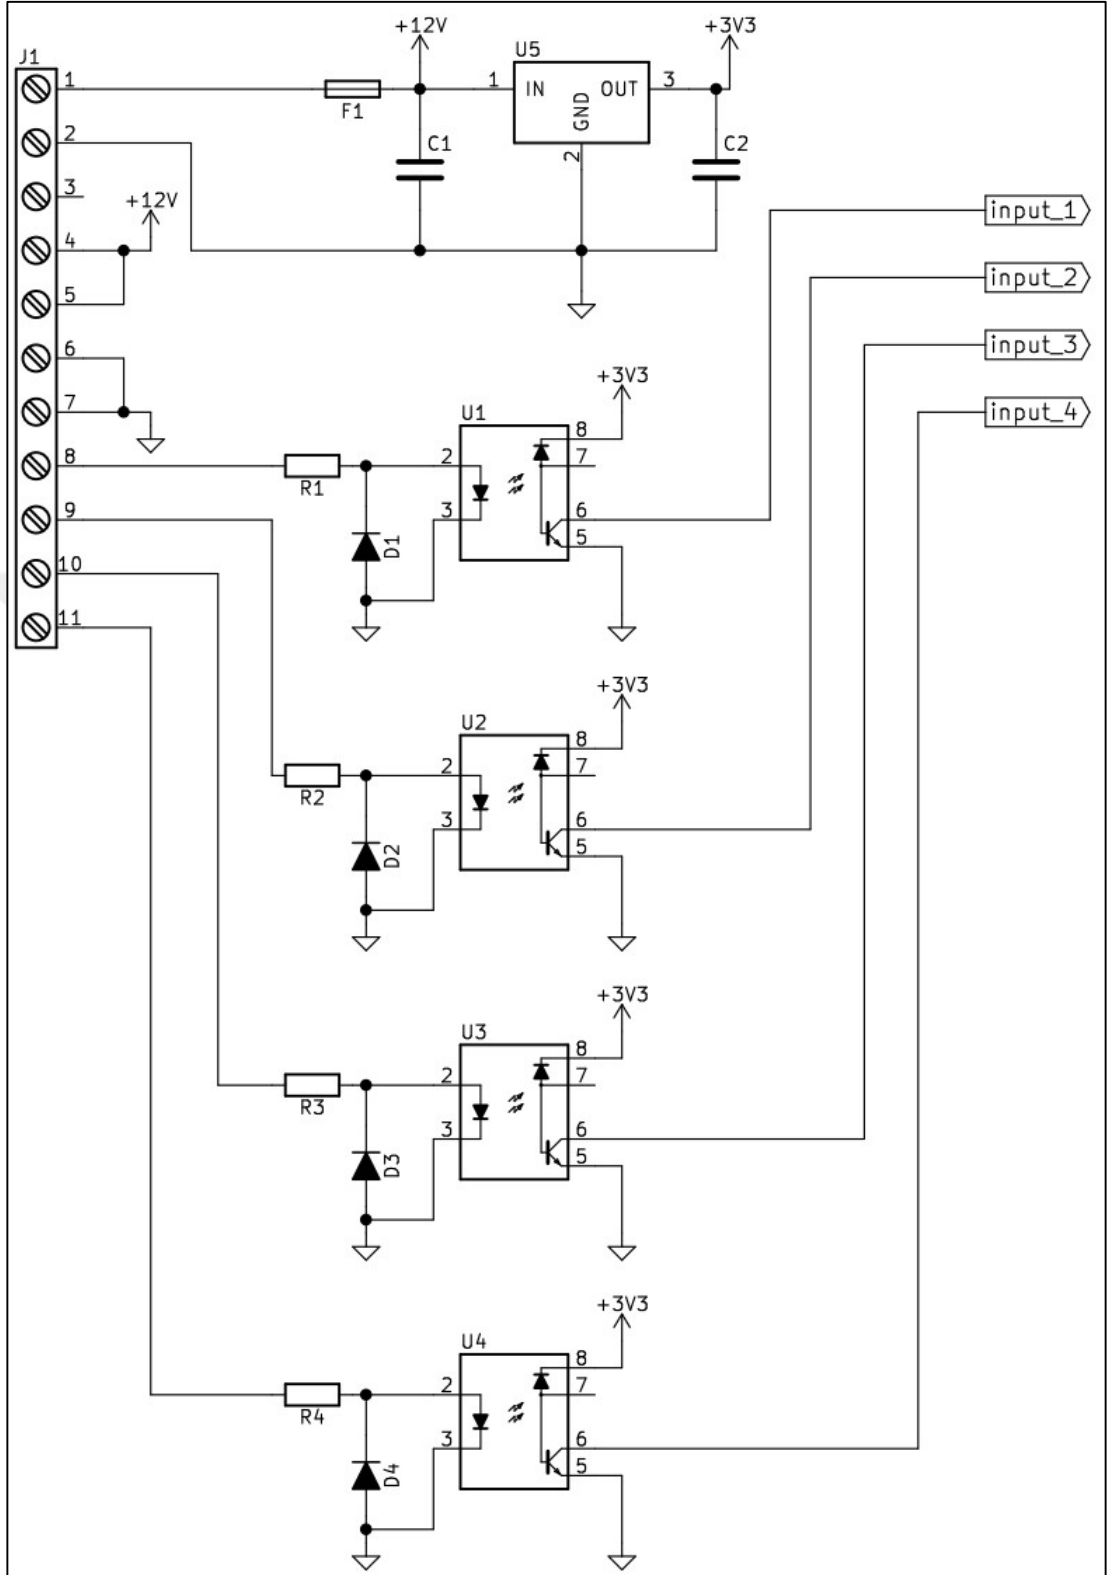 +12V
+3V3
J1
U5
1
F1
1
IN
OUT
3
GND
2
C1
C2
2
3
+12V
input_1
4
input_2
5
input_3
6
+3V3
7
input_4
U1
8
8
2
7
R1
9
3
6
D1
5
10
11
+3V3
U2
8
2
7
R2
3
6
D2
5
+3V3
U3
8
2
7
R3
3
6
D3
5
+3V3
U4
8
2
7
R4
3
6
D4
5